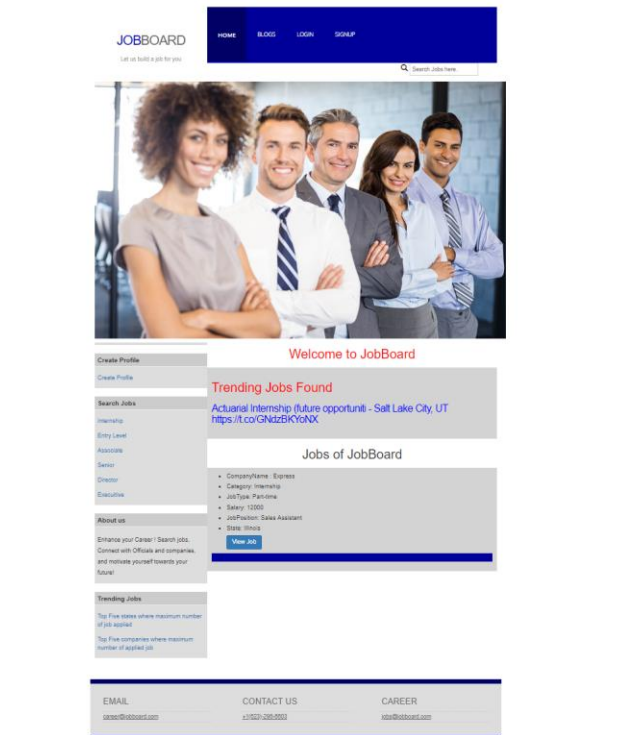 JOBBOARD
Let us build a job for you
HOME
BLOGS
LOGIN
SIGNUP
Search Jobs here..
Create Profile
Create Profile
Search Jobs
Internship
Entry Level
Associate
Senior
Director
Executive
About us
Enhance your Career ! Search jobs,
Connect with Officials and companies,
and motivate yourself towards your
future!
Trending Jobs
Top Five states where maximum number
of job applied
Top Five companies where maximum
number of applied job
Welcome to JobBoard
Trending Jobs Found
Actuarial Internship (future opportuniti - Salt Lake City, UT
https://t.co/GNdzBKYoNX
Jobs of JobBoard
CompanyName : Express
Category: Internship
JobType: Part-time
Salary: 12000
JobPosition: Sales Assistant
State: Illinois
View Job
EMAIL
career@jobboard.com
CONTACT US
CAREER
jobs@jobboard.com